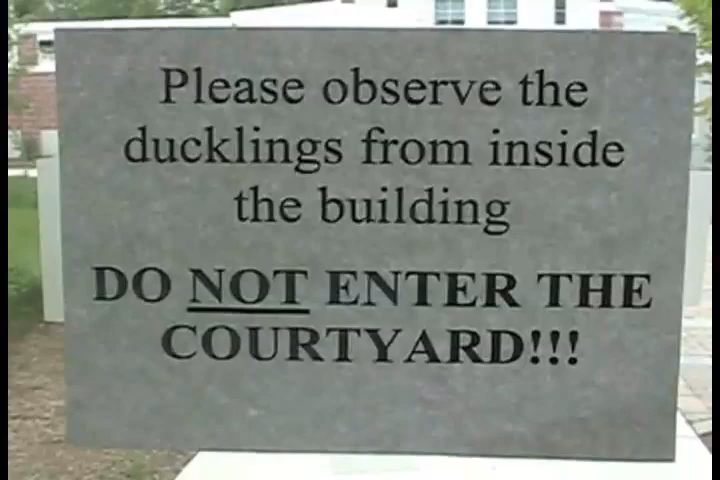 Please observe the
ducklings from inside
the building
DO NOT ENTER THE
COURTYARD!!!